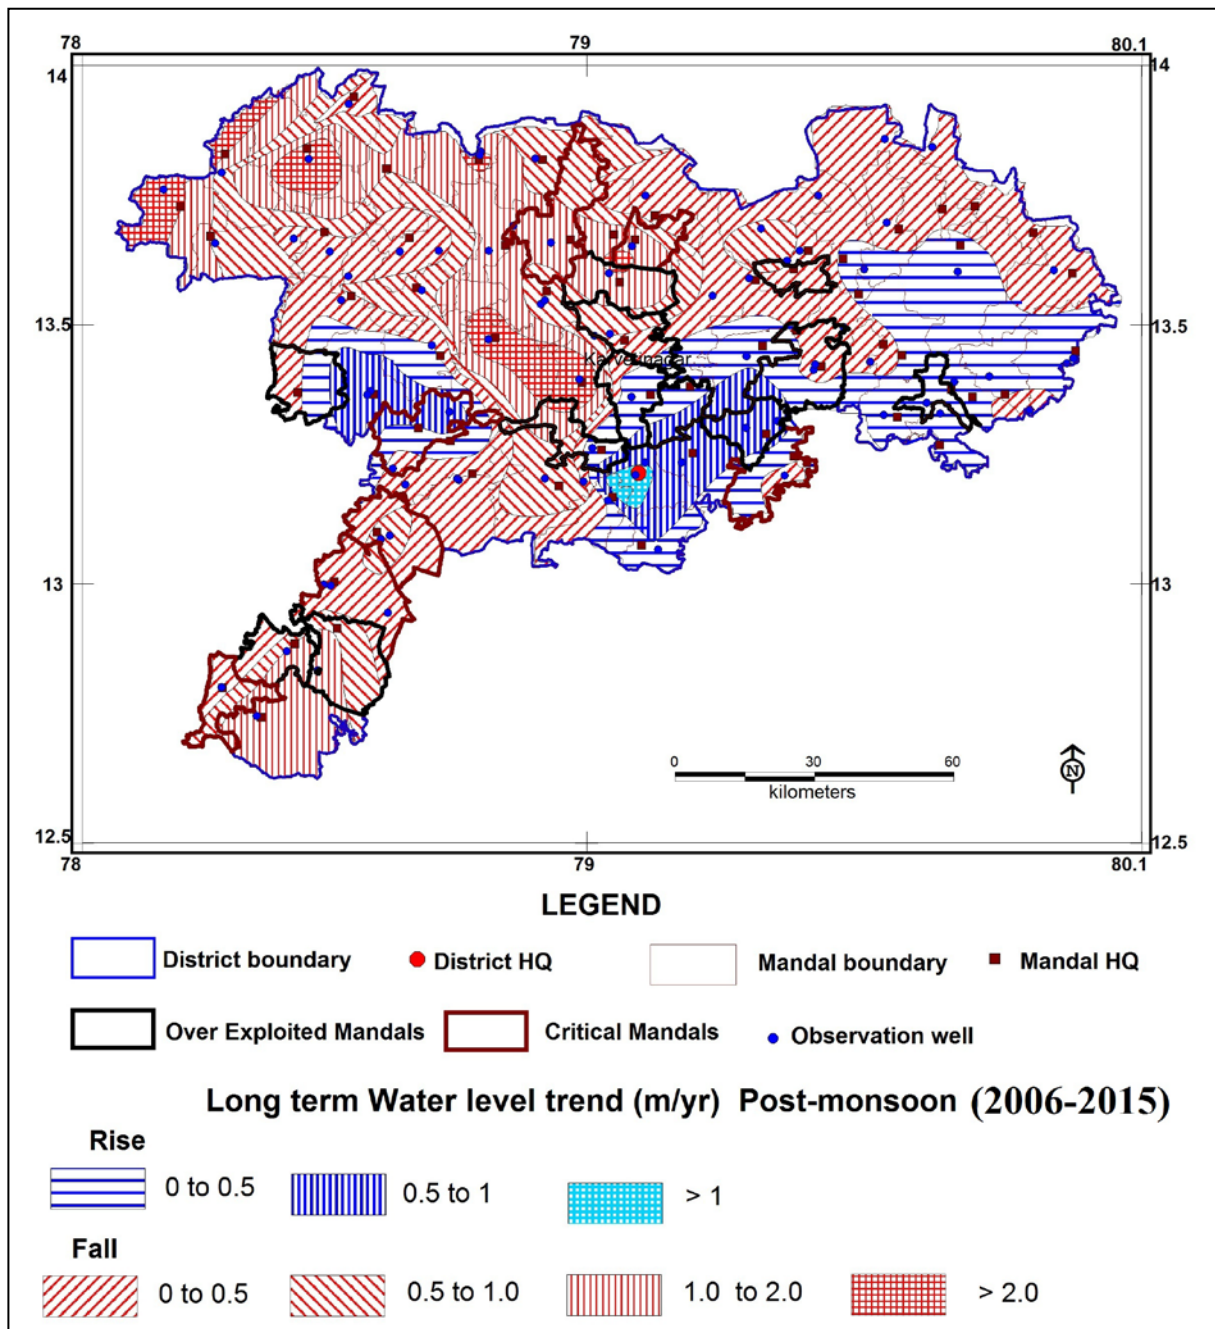 78 79 80.1
14 14
13.5 13.5
Karvetinagar
13 13
0 30 60
kilometers
N
12.5 12.5
78 79 80.1
LEGEND
District boundary District HQ Mandal boundary Mandal HQ
Over Exploited Mandals Critical Mandals Observation well
Long term Water level trend (m/yr) Post-monsoon (2006-2015)
Rise
0 to 0.5 0.5 to 1 > 1
Fall
0 to 0.5 0.5 to 1.0 1.0 to 2.0 > 2.0